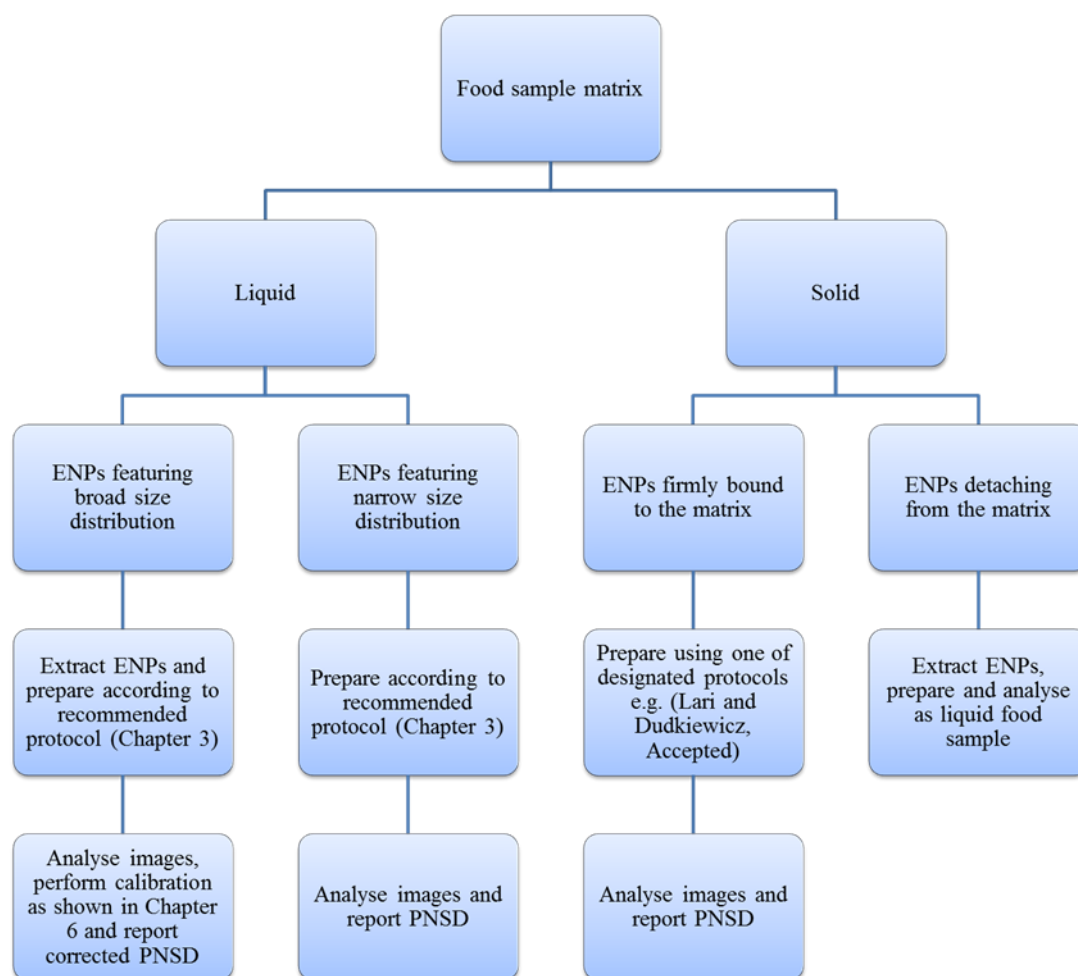 Food sample matrix
Liquid
Solid
ENPs featuring
broad size
distribution
ENPs featuring
narrow size
distribution
ENPs firmly bound
to the matrix
ENPs detaching
from the matrix
Extract ENPs and
prepare according to
recommended
protocol (Chapter 3)
Prepare according to
recommended
protocol (Chapter 3)
Prepare using one of
designated protocols
e.g. (Lari and
Dudkiewicz,
Accepted)
Extract ENPs,
prepare and analyse
as liquid food
sample
Analyse images,
perform calibration
as shown in Chapter
6 and report
corrected PNSD
Analyse images and
report PNSD
Analyse images and
report PNSD